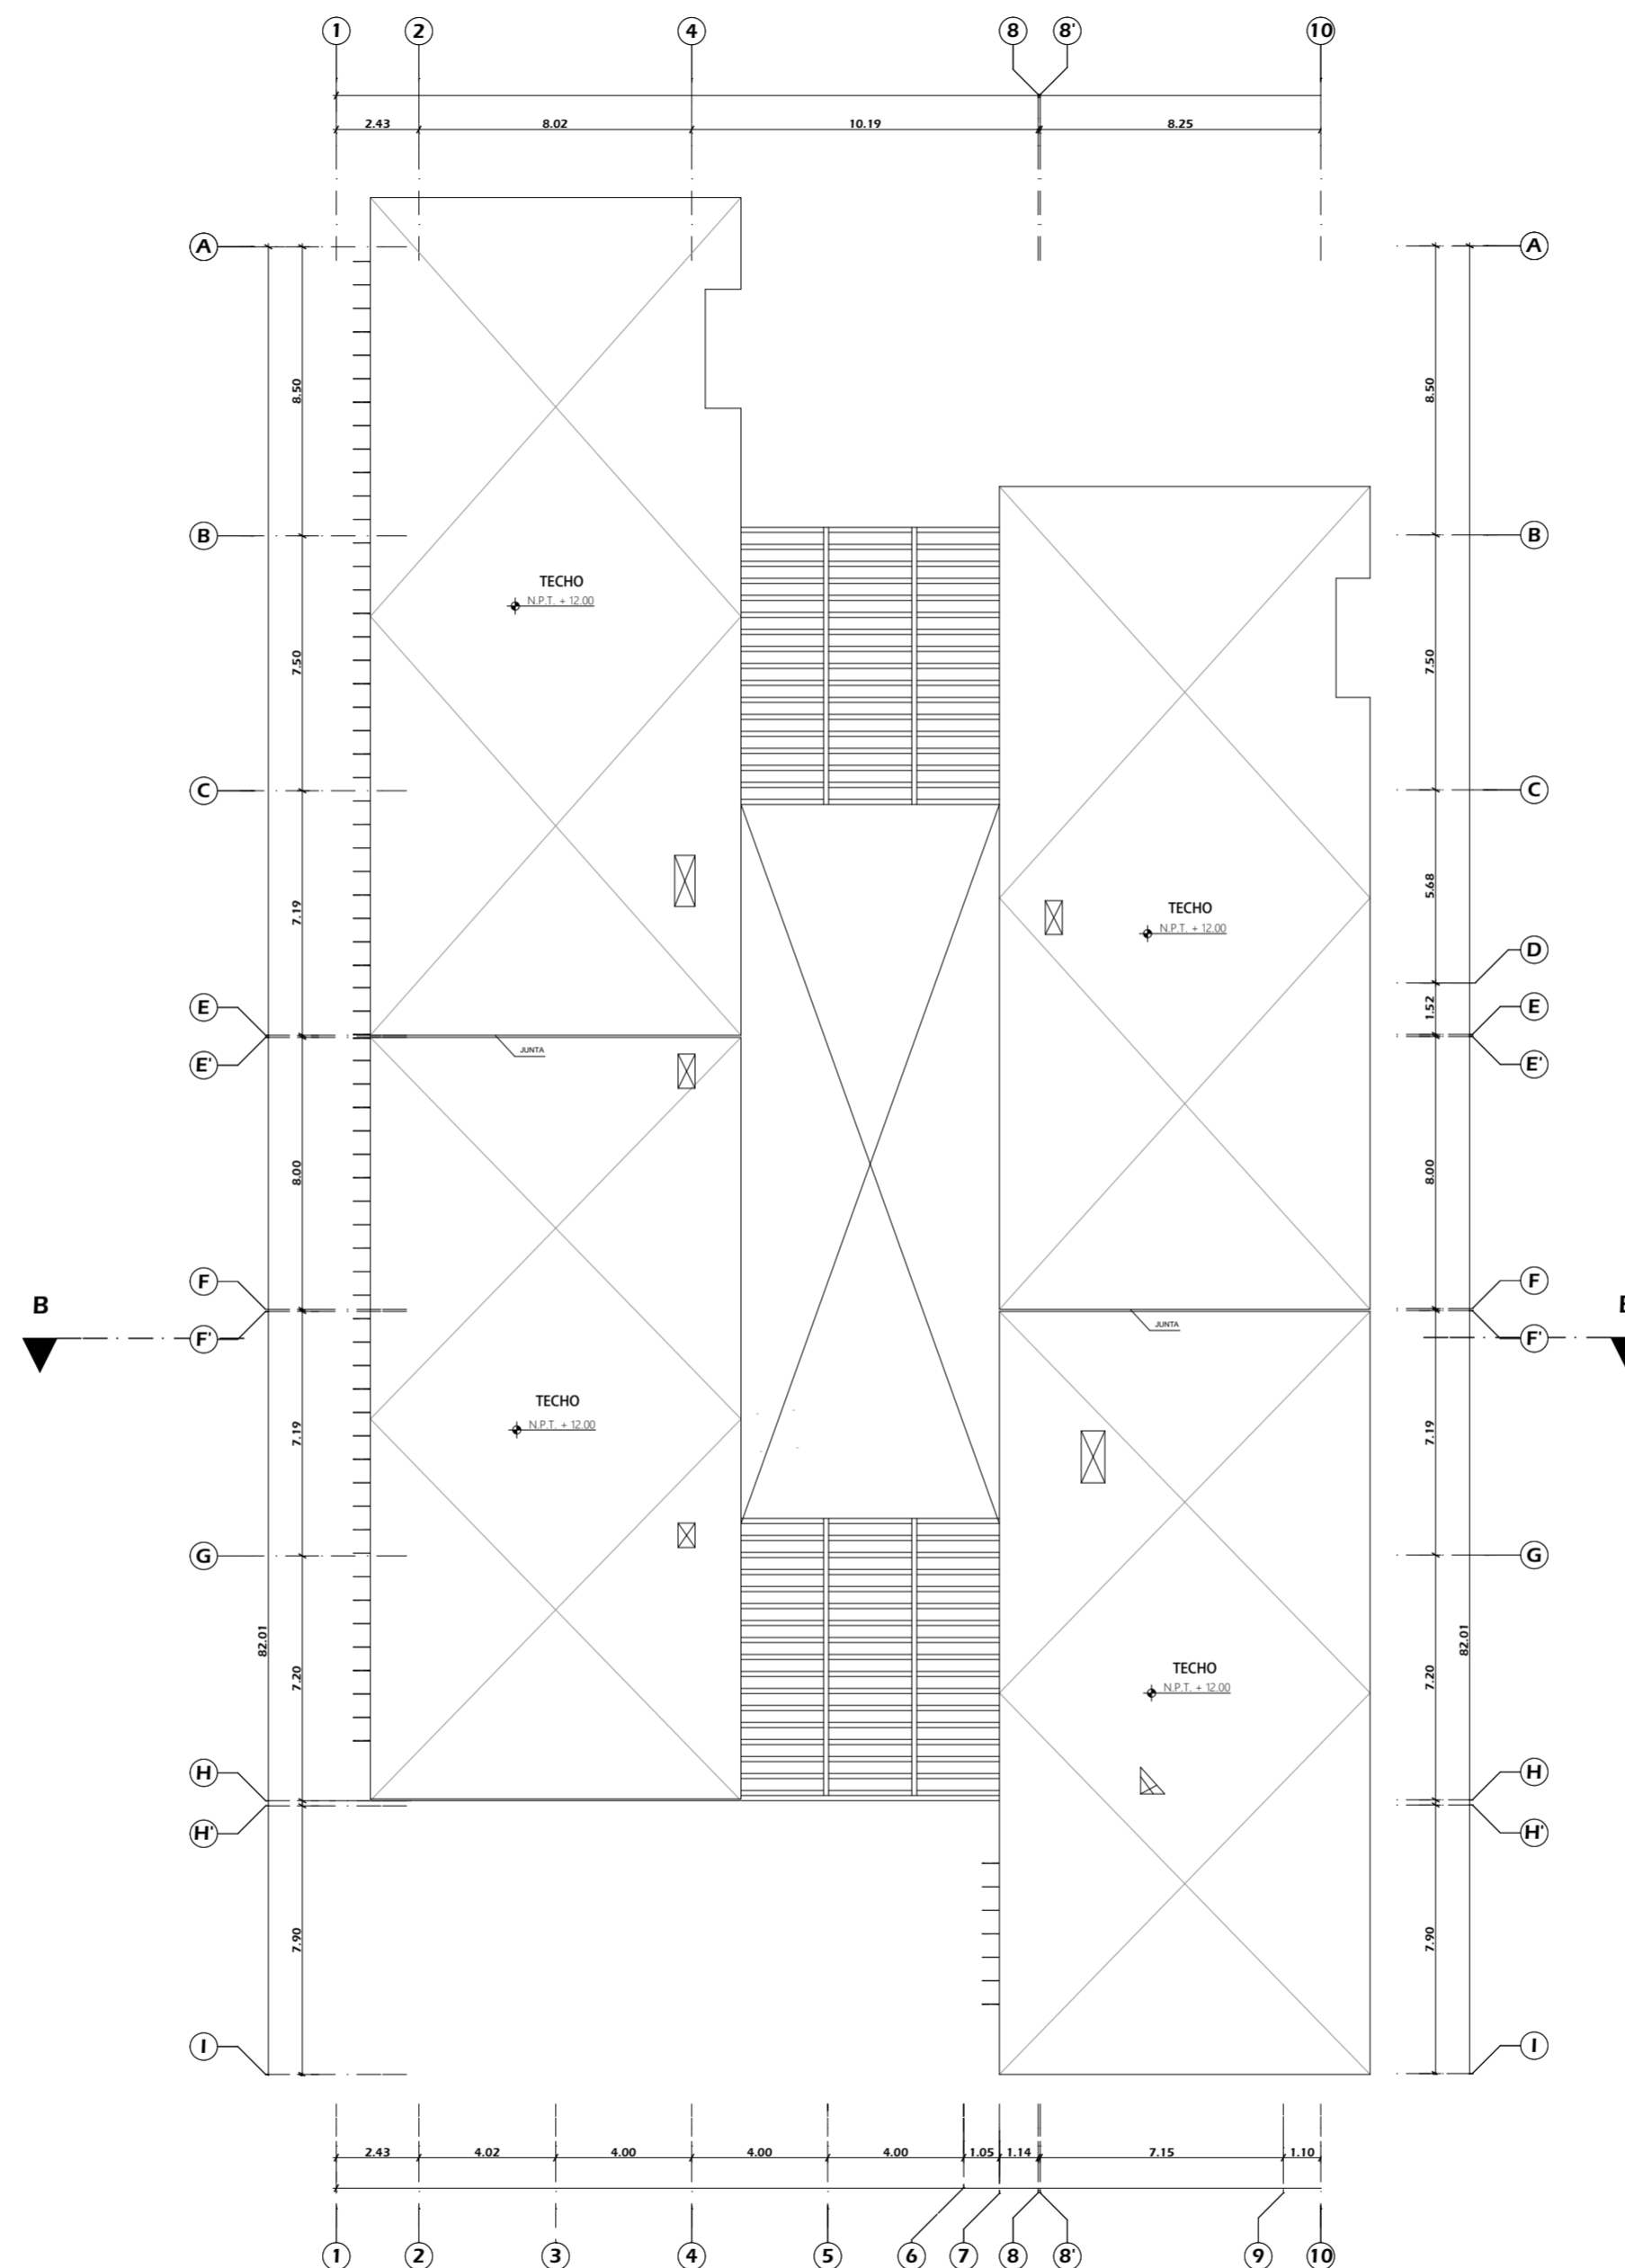 1 2 4 8 8' 10
2.43 8.02 10.19 8.25
A A
8.50 8.50
B B
TECHO
N.P.T. + 12.00
7.50 7.50
C C
7.19 5.68
TECHO
N.P.T. + 12.00
D
E 1.52 E
JUNTA
E' E'
8.00 8.00
F F
B
JUNTA
F' F'
TECHO
N.P.T. + 12.00
7.19 7.19
G G
82.01 82.01
TECHO
N.P.T. + 12.00
7.20 7.20
H H
H' H'
7.90 7.90
I I
2.43 4.02 4.00 4.00 4.00 1.05 1.14 7.15 1.10
1 2 3 4 5 6 7 8 8' 9 10